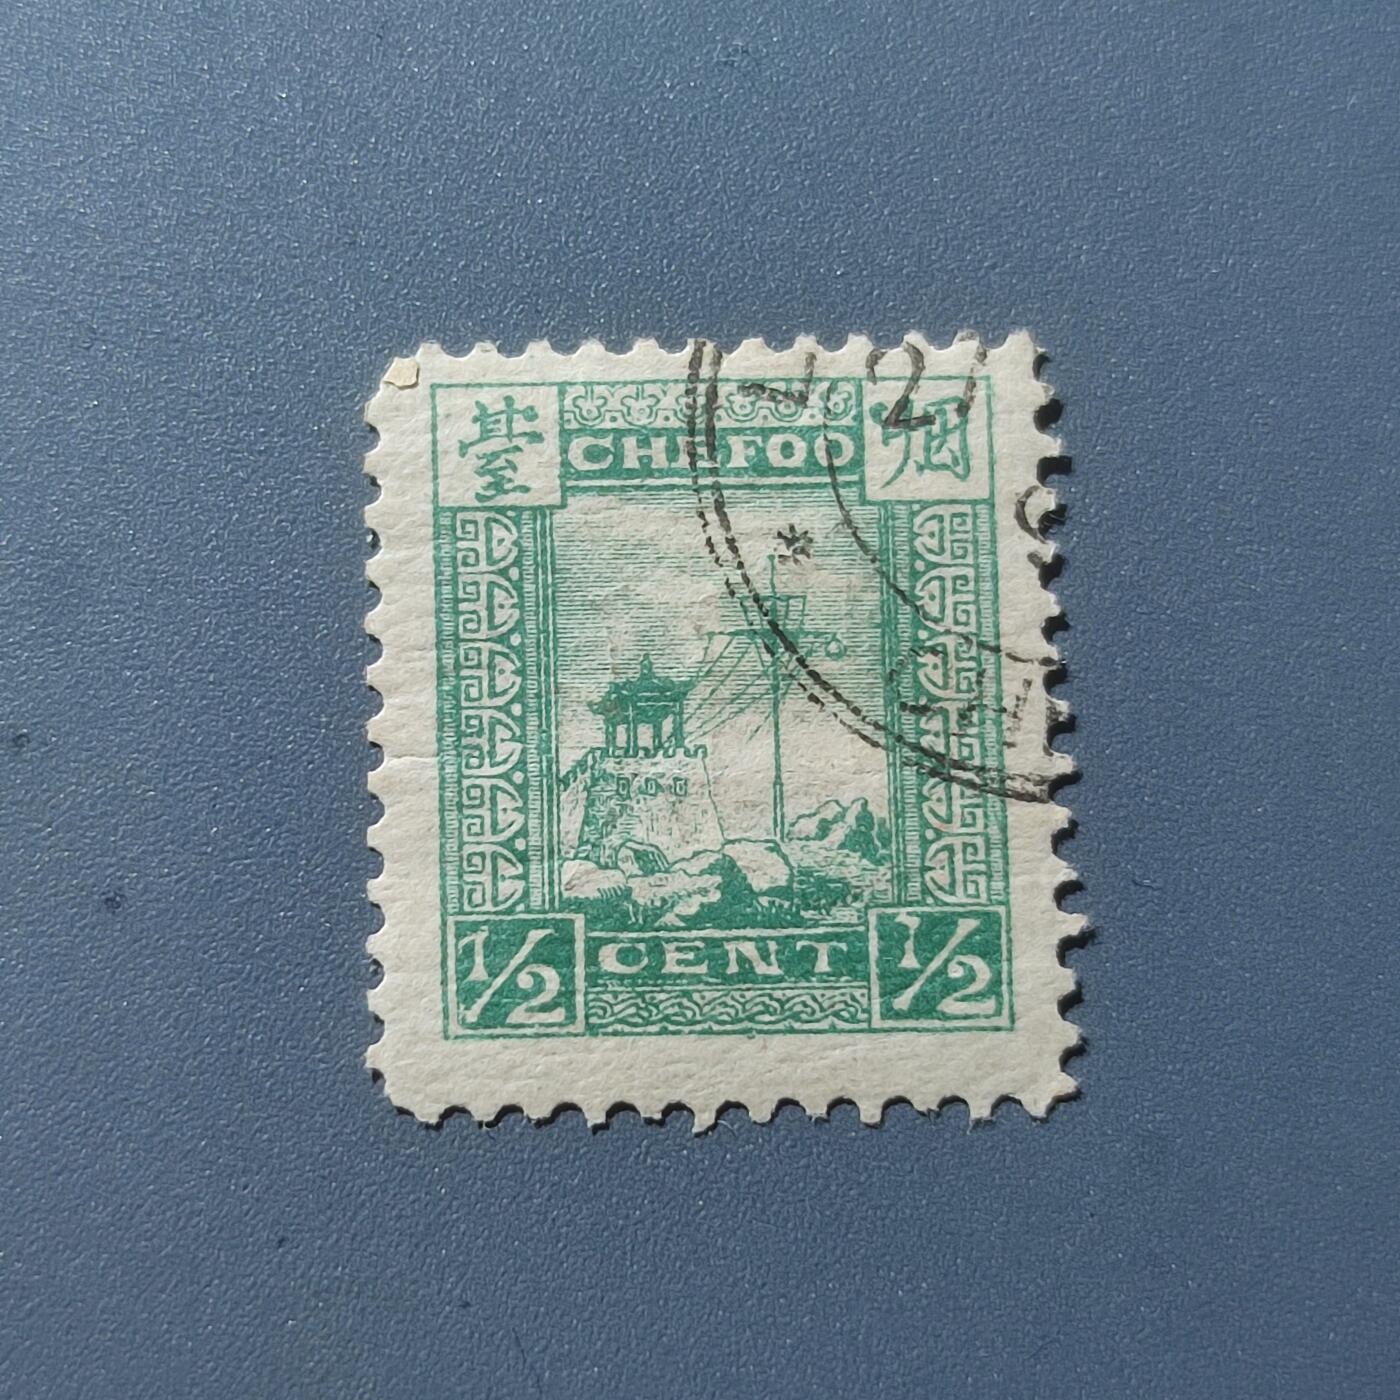 臺 CHEFOO 烟
1/2 CENT 1/2